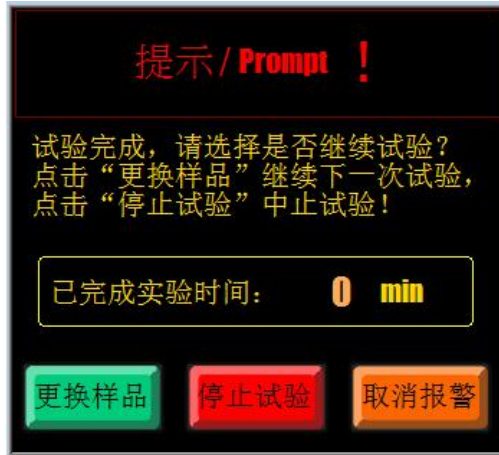 提示/Prompt !
试验完成，请选择是否继续试验?
点击“更换样品”继续下一次试验，
点击“停止试验”中止试验!
已完成实验时间: 0 min
更换样品 停止试验 取消报警